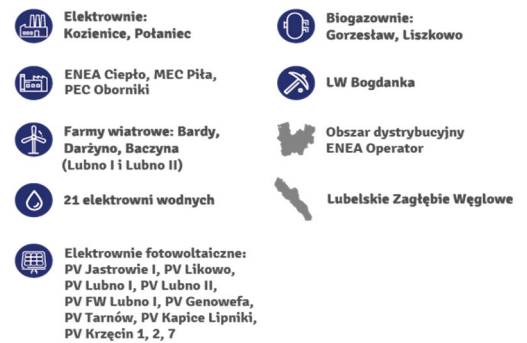 Elektrownie:
Kozienice, Połaniec
ENEA Ciepło, MEC Piła,
PEC Oborniki
Farmy wiatrowe: Bardy,
Darżyno, Baczyna
(Lubno I i Lubno II)
21 elektrowni wodnych
Elektrownie fotowoltaiczne:
PV Jastrowie I, PV Likowo,
PV Lubno I, PV Lubno II,
PV FW Lubno I, PV Genowefa,
PV Tarnów, PV Kapice Lipniki,
PV Krzęcin 1, 2, 7
Biogazownie:
Gorzesław, Liszkowo
LW Bogdanka
Obszar dystrybucyjny
ENEA Operator
Lubelskie Zagłębie Węglowe